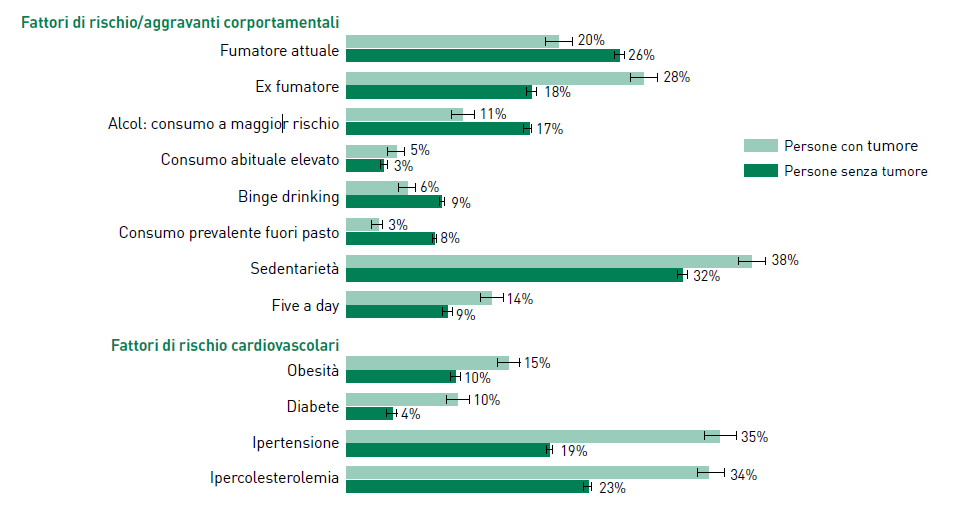 Fattori di rischio/aggravanti corportamentali
Fumatore attuale
20%
26%
Ex fumatore
28%
18%
Alcol: consumo a maggior rischio
11%
17%
Consumo abituale elevato
5%
3%
Binge drinking
6%
9%
Consumo prevalente fuori pasto
3%
8%
Sedentarietà
38%
32%
Five a day
14%
9%
Persone con tumore
Persone senza tumore
Fattori di rischio cardiovascolari
Obesità
15%
10%
Diabete
10%
4%
Ipertensione
35%
19%
Ipercolesterolemia
34%
23%